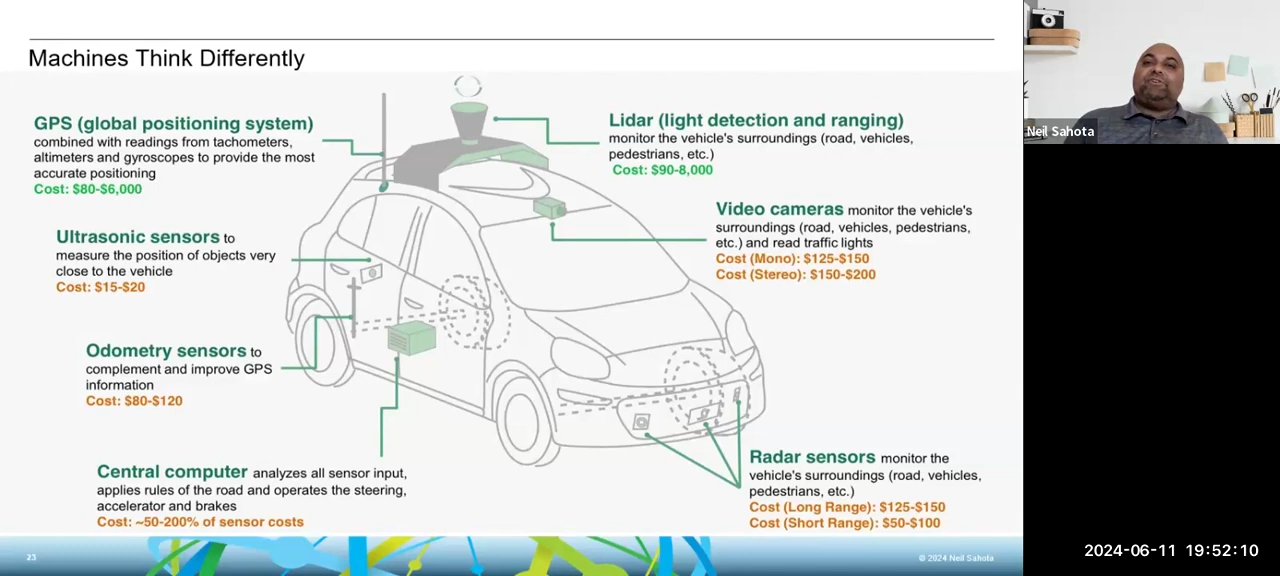 Machines Think Differently
GPS (global positioning system)
combined with readings from tachometers,
altimeters and gyroscopes to provide the most
accurate positioning
Cost: $80-$6,000
Lidar (light detection and ranging)
monitor the vehicle's surroundings (road, vehicles,
pedestrians, etc.)
Cost: $90-8,000
Video cameras monitor the vehicle's
surroundings (road, vehicles, pedestrians,
etc.) and read traffic lights
Cost (Mono): $125-$150
Cost (Stereo): $150-$200
Ultrasonic sensors to
measure the position of objects very
close to the vehicle
Cost: $15-$20
Odometry sensors to
complement and improve GPS
information
Cost: $80-$120
Central computer analyzes all sensor input,
applies rules of the road and operates the steering,
accelerator and brakes
Cost: ~50-200% of sensor costs
Radar sensors monitor the
vehicle's surroundings (road, vehicles,
pedestrians, etc.)
Cost (Long Range): $125-$150
Cost (Short Range): $50-$100
23
© 2024 Neil Sahota
Neil Sahota
2024-06-11 19:52:10